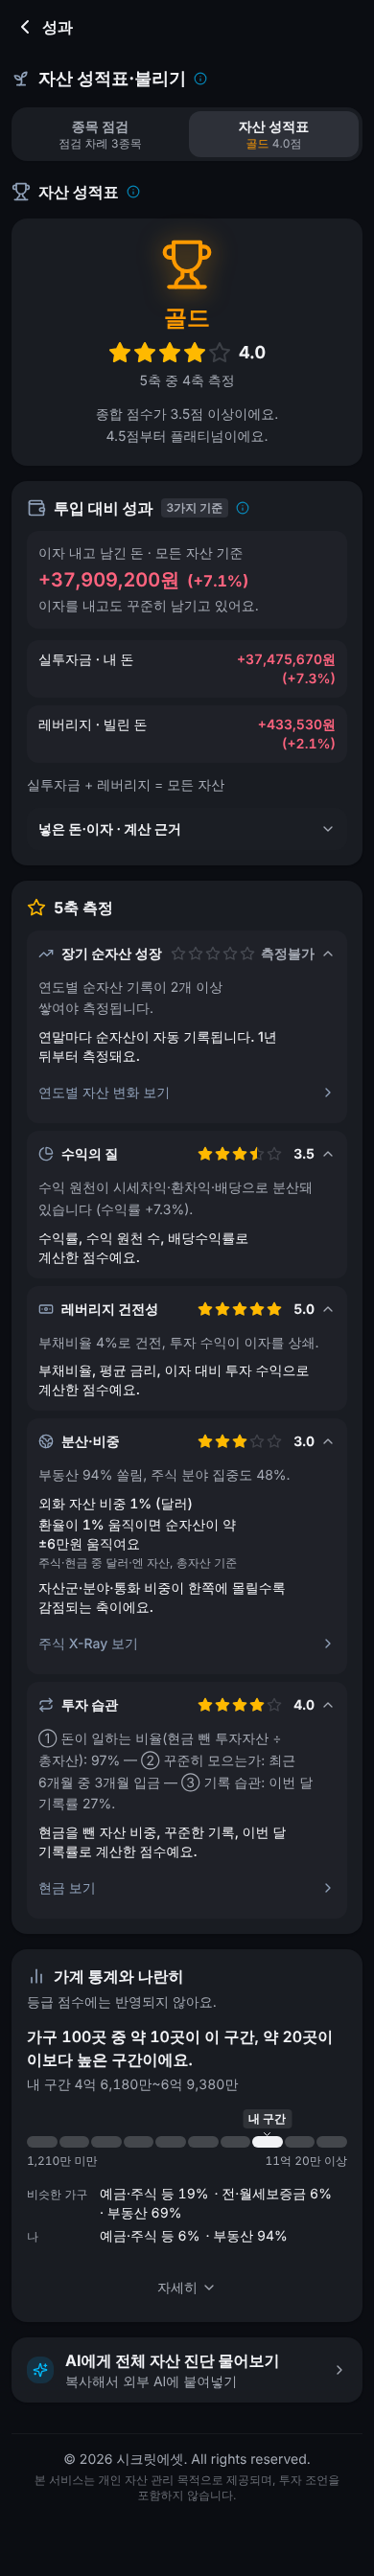 성과
자산 성적표·불리기
종목 점검
점검 차례 3종목
자산 성적표
골드 4.0점
자산 성적표
골드
4.0
5축 중 4축 측정
종합 점수가 3.5점 이상이에요.
4.5점부터 플래티넘이에요.
투입 대비 성과 3가지 기준
이자 내고 남긴 돈 · 모든 자산 기준
+37,909,200원 (+7.1%)
이자를 내고도 꾸준히 남기고 있어요.
실투자금 · 내 돈 +37,475,670원
(+7.3%)
레버리지 · 빌린 돈 +433,530원
(+2.1%)
실투자금 + 레버리지 = 모든 자산
넣은 돈·이자 · 계산 근거
5축 측정
장기 순자산 성장 측정불가
연도별 순자산 기록이 2개 이상
쌓여야 측정됩니다.
연말마다 순자산이 자동 기록됩니다. 1년
뒤부터 측정돼요.
연도별 자산 변화 보기
수익의 질 3.5
수익 원천이 시세차익·환차익·배당으로 분산돼
있습니다 (수익률 +7.3%).
수익률, 수익 원천 수, 배당수익률로
계산한 점수예요.
레버리지 건전성 5.0
부채비율 4%로 건전, 투자 수익이 이자를 상쇄.
부채비율, 평균 금리, 이자 대비 투자 수익으로
계산한 점수예요.
분산·비중 3.0
부동산 94% 쏠림, 주식 분야 집중도 48%.
외화 자산 비중 1% (달러)
환율이 1% 움직이면 순자산이 약
±6만원 움직여요
주식·현금 중 달러·엔 자산, 총자산 기준
자산군·분야·통화 비중이 한쪽에 몰릴수록
감점되는 축이에요.
주식 X-Ray 보기
투자 습관 4.0
① 돈이 일하는 비율(현금 뺀 투자자산 ÷
총자산): 97% — ② 꾸준히 모으는가: 최근
6개월 중 3개월 입금 — ③ 기록 습관: 이번 달
기록률 27%.
현금을 뺀 자산 비중, 꾸준한 기록, 이번 달
기록률로 계산한 점수예요.
현금 보기
가계 통계와 나란히
등급 점수에는 반영되지 않아요.
가구 100곳 중 약 10곳이 이 구간, 약 20곳이
이보다 높은 구간이에요.
내 구간 4억 6,180만~6억 9,380만
내 구간
1,210만 미만 11억 20만 이상
비슷한 가구 예금·주식 등 19% · 전·월세보증금 6%
· 부동산 69%
나 예금·주식 등 6% · 부동산 94%
자세히
AI에게 전체 자산 진단 물어보기
복사해서 외부 AI에 붙여넣기
© 2026 시크릿에셋. All rights reserved.
본 서비스는 개인 자산 관리 목적으로 제공되며, 투자 조언을
포함하지 않습니다.